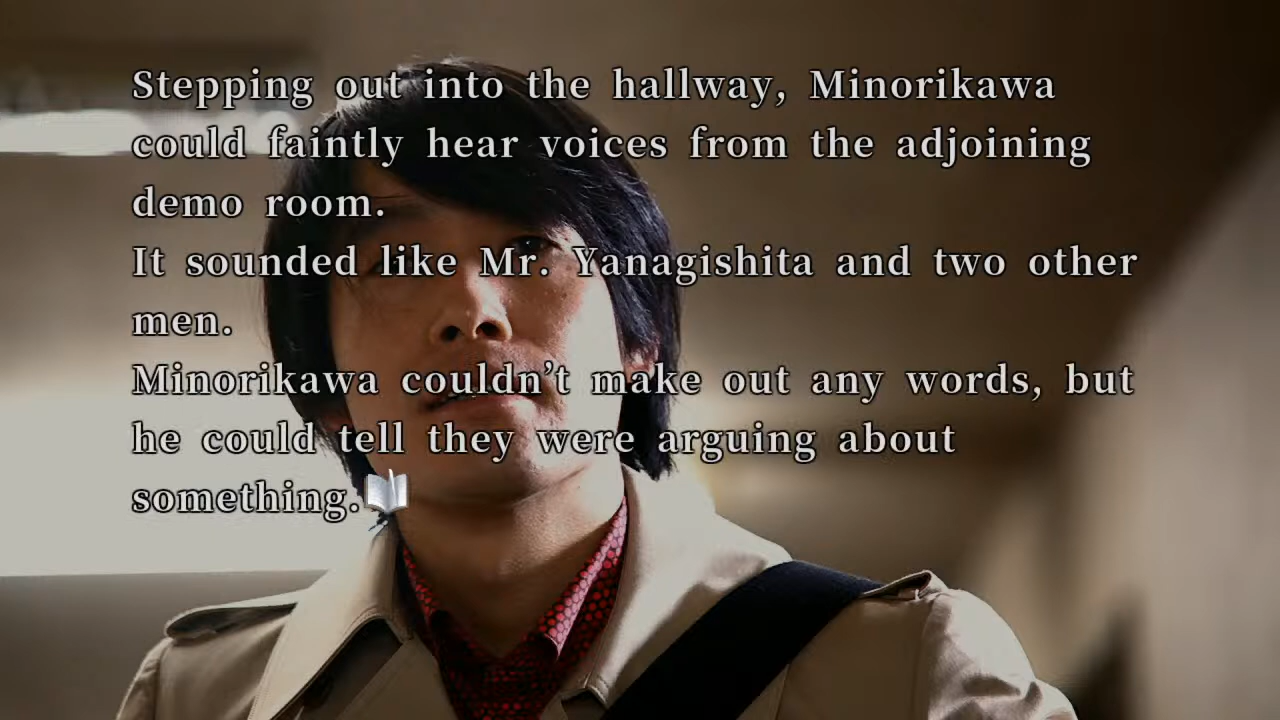 Stepping out into the hallway, Minorikawa
could faintly hear voices from the adjoining
demo room.
It sounded like Mr. Yanagishita and two other
men.
Minorikawa couldn’t make out any words, but
he could tell they were arguing about
something.